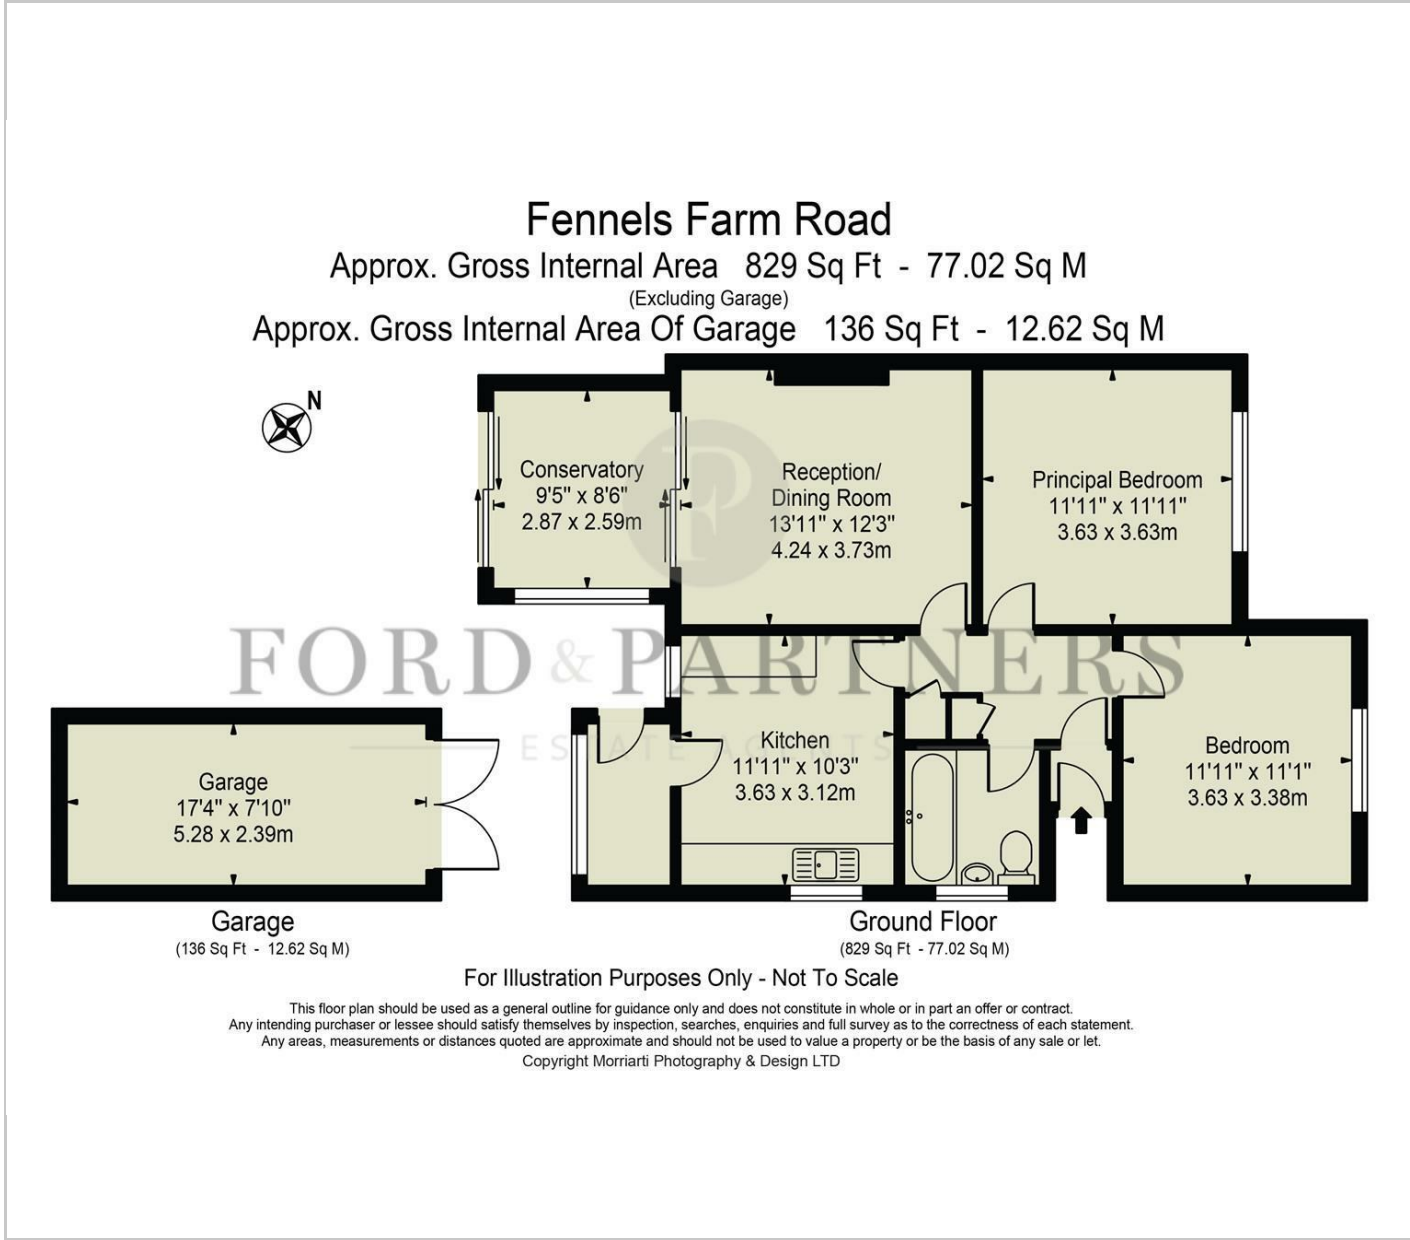 Fennels Farm Road
Approx. Gross Internal Area 829 Sq Ft - 77.02 Sq M
(Excluding Garage)
Approx. Gross Internal Area Of Garage 136 Sq Ft - 12.62 Sq M
N
Conservatory
9'5" x 8'6"
2.87 x 2.59m
Reception/
Dining Room
13'11" x 12'3"
4.24 x 3.73m
Principal Bedroom
11'11" x 11'11"
3.63 x 3.63m
FP
FORD & PARTNERS
ESTATE AGENTS
Kitchen
11'11" x 10'3"
3.63 x 3.12m
Bedroom
11'11" x 11'1"
3.63 x 3.38m
Garage
17'4" x 7'10"
5.28 x 2.39m
Garage
(136 Sq Ft - 12.62 Sq M)
Ground Floor
(829 Sq Ft - 77.02 Sq M)
For Illustration Purposes Only - Not To Scale
This floor plan should be used as a general outline for guidance only and does not constitute in whole or in part an offer or contract.
Any intending purchaser or lessee should satisfy themselves by inspection, searches, enquiries and full survey as to the correctness of each statement.
Any areas, measurements or distances quoted are approximate and should not be used to value a property or be the basis of any sale or let.
Copyright Morriarti Photography & Design LTD